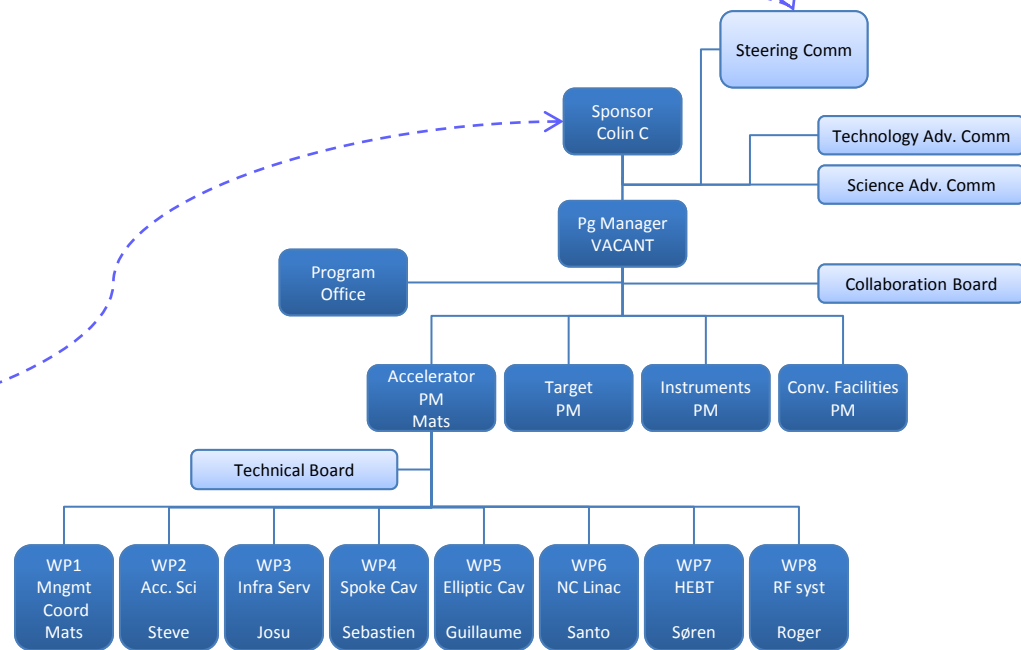 Steering Comm
Sponsor
Colin C
Technology Adv. Comm
Science Adv. Comm
Pg Manager
VACANT
Program
Office
Collaboration Board
Accelerator
PM
Mats
Target
PM
Instruments
PM
Conv. Facilities
PM
Technical Board
WP1
Mngmt
Coord
Mats
WP2
Acc. Sci
Steve
WP3
Infra Serv
Josu
WP4
Spoke Cav
Sebastien
WP5
Elliptic Cav
Guillaume
WP6
NC Linac
Santo
WP7
HEBT
Søren
WP8
RF syst
Roger